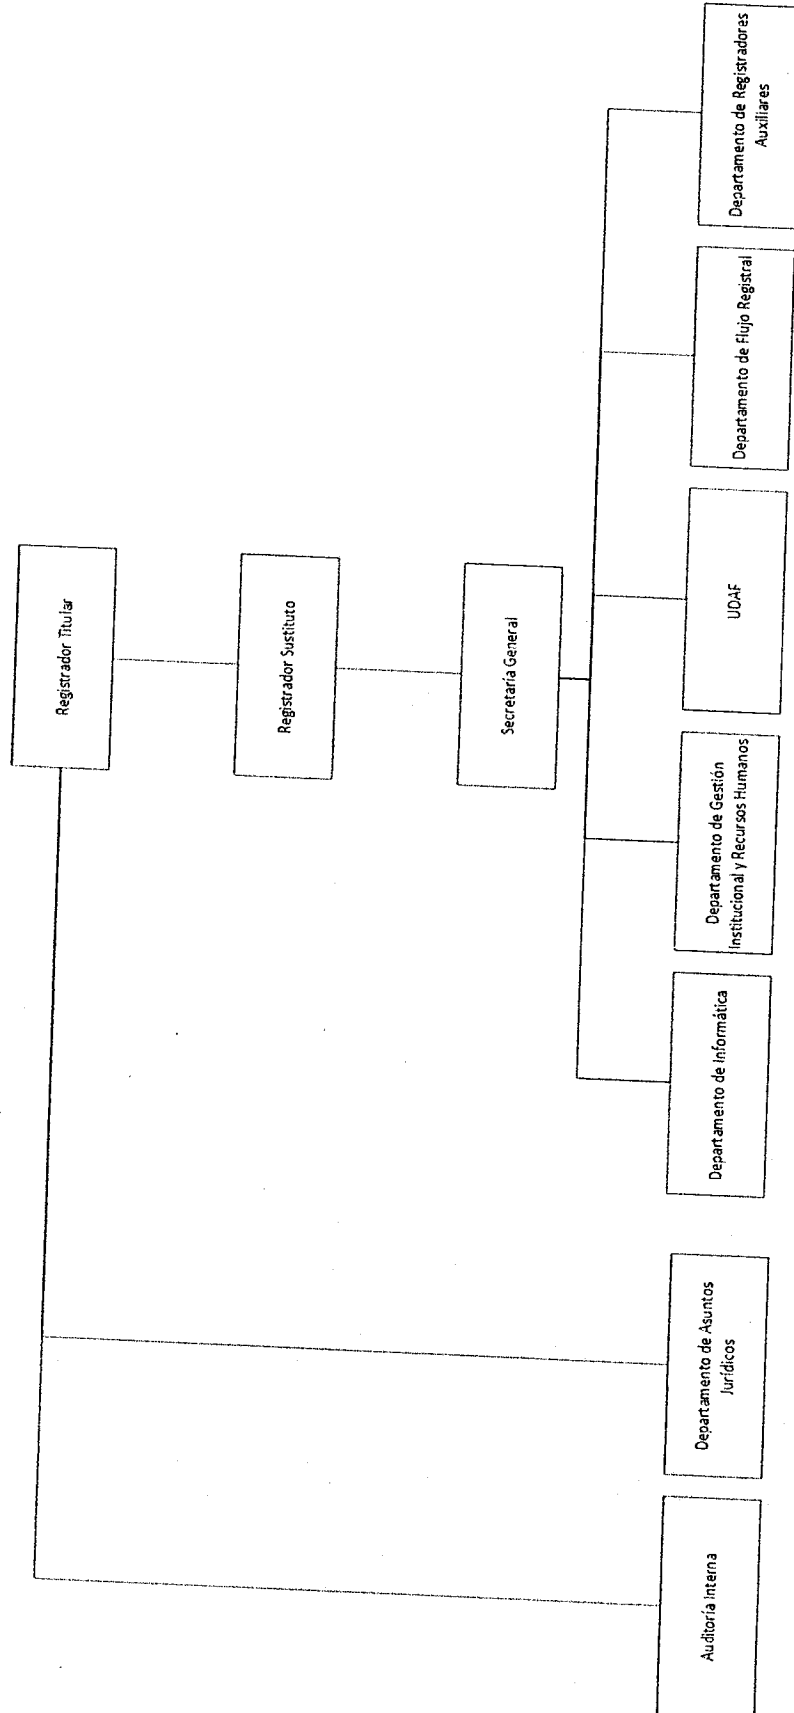 Registrador Titular
Registrador Sustituto
Secretaría General
Auditoría Interna
Departamento de Asuntos
Jurídicos
Departamento de Informática
Departamento de Gestión
Institucional y Recursos Humanos
UDAF
Departamento de Flujo Registral
Departamento de Registradores
Auxiliares